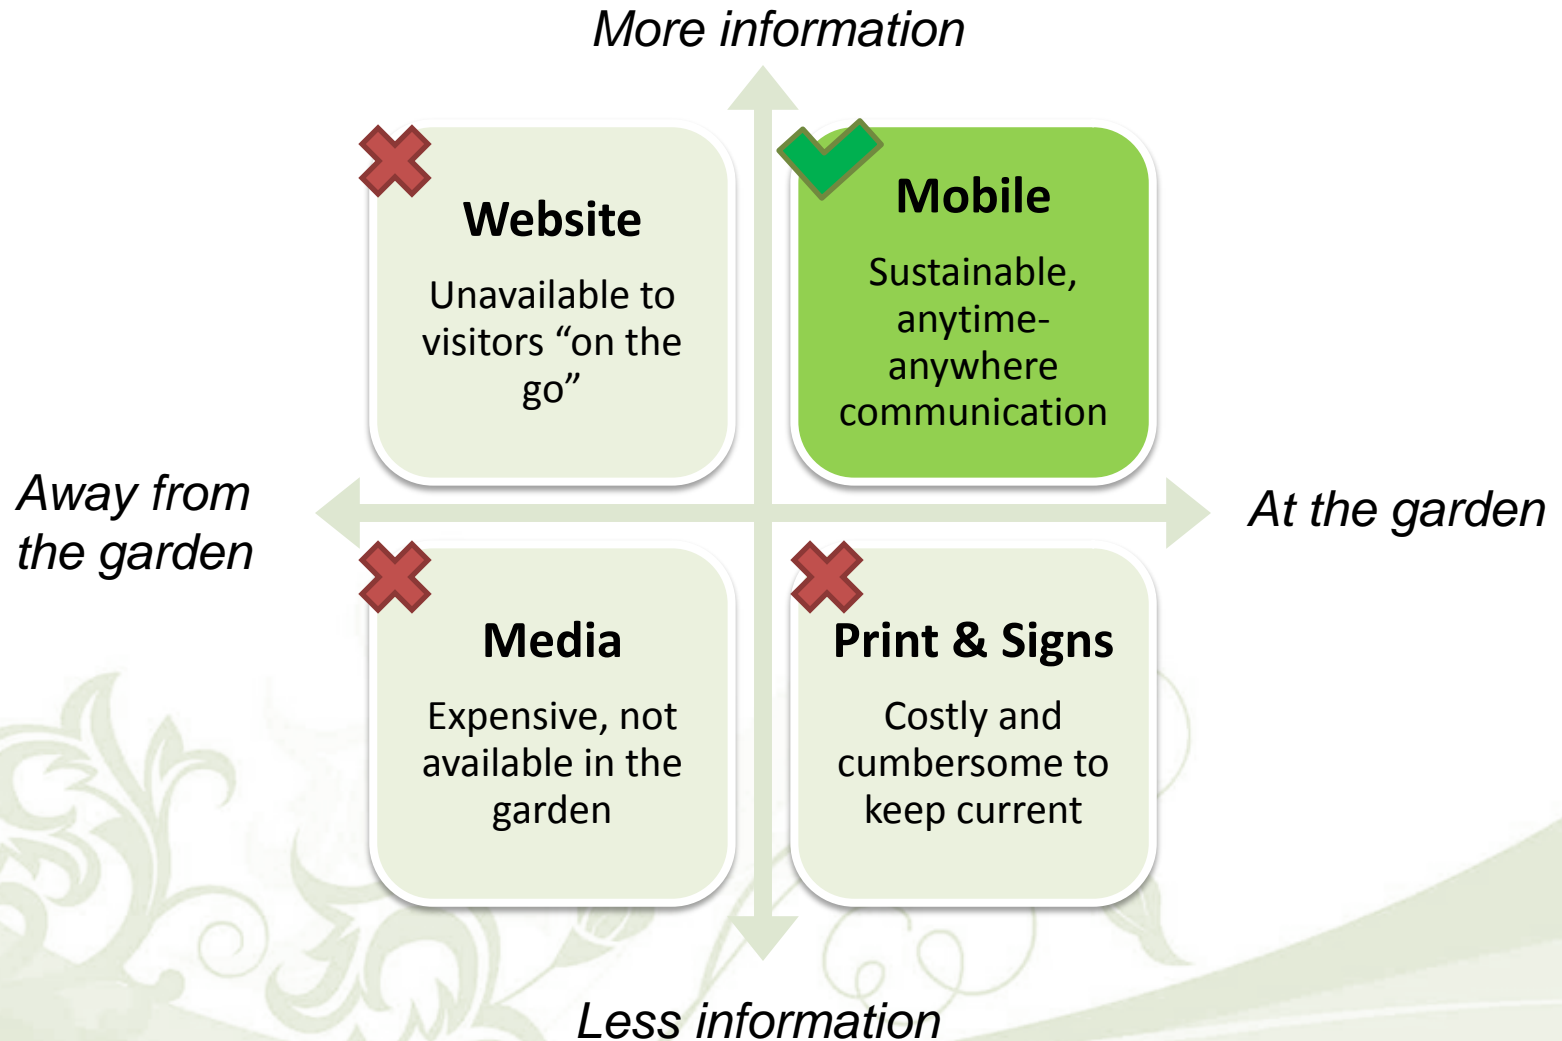 More information
Website
Unavailable to
visitors “on the
go”
Mobile
Sustainable,
anytime-
anywhere
communication
Away from
the garden
At the garden
Media
Expensive, not
available in the
garden
Print & Signs
Costly and
cumbersome to
keep current
Less information